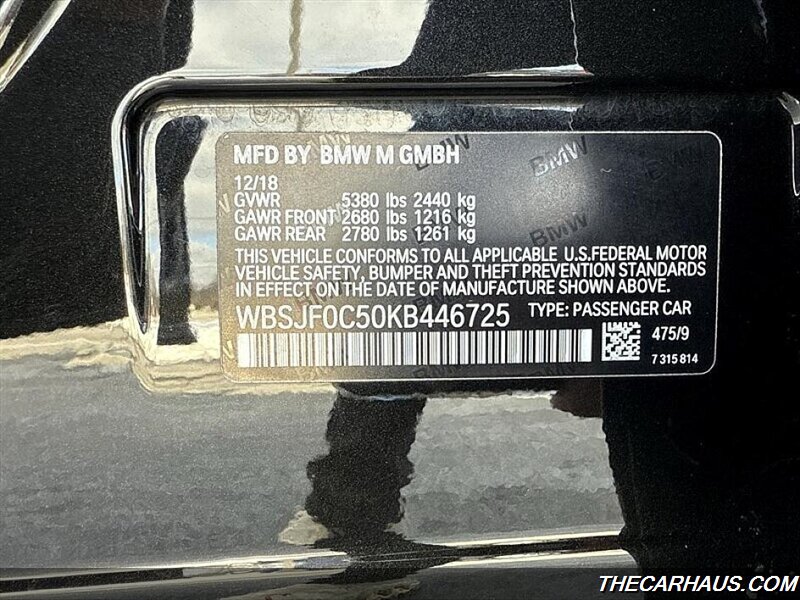 MFD BY BMW M GMBH
12/18
GVWR 5380 lbs 2440 kg
GAWR FRONT 2680 lbs 1216 kg
GAWR REAR 2780 lbs 1261 kg
THIS VEHICLE CONFORMS TO ALL APPLICABLE U.S.FEDERAL MOTOR
VEHICLE SAFETY, BUMPER AND THEFT PREVENTION STANDARDS
IN EFFECT ON THE DATE OF MANUFACTURE SHOWN ABOVE.
WBSJF0C50KB446725 TYPE: PASSENGER CAR
475/9
7 315 814
BMW
BMW
BMW
THECARHAUS.COM